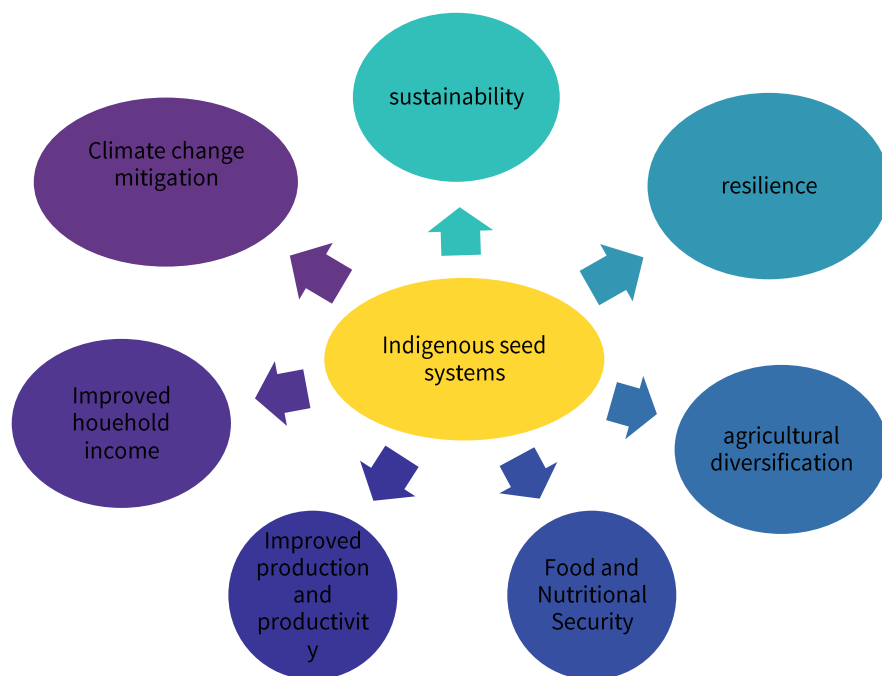 sustainability
Climate change
mitigation
resilience
Indigenous seed
systems
Improved
houehold
income
agricultural
diversification
Improved
production
and
productivit
y
Food and
Nutritional
Security